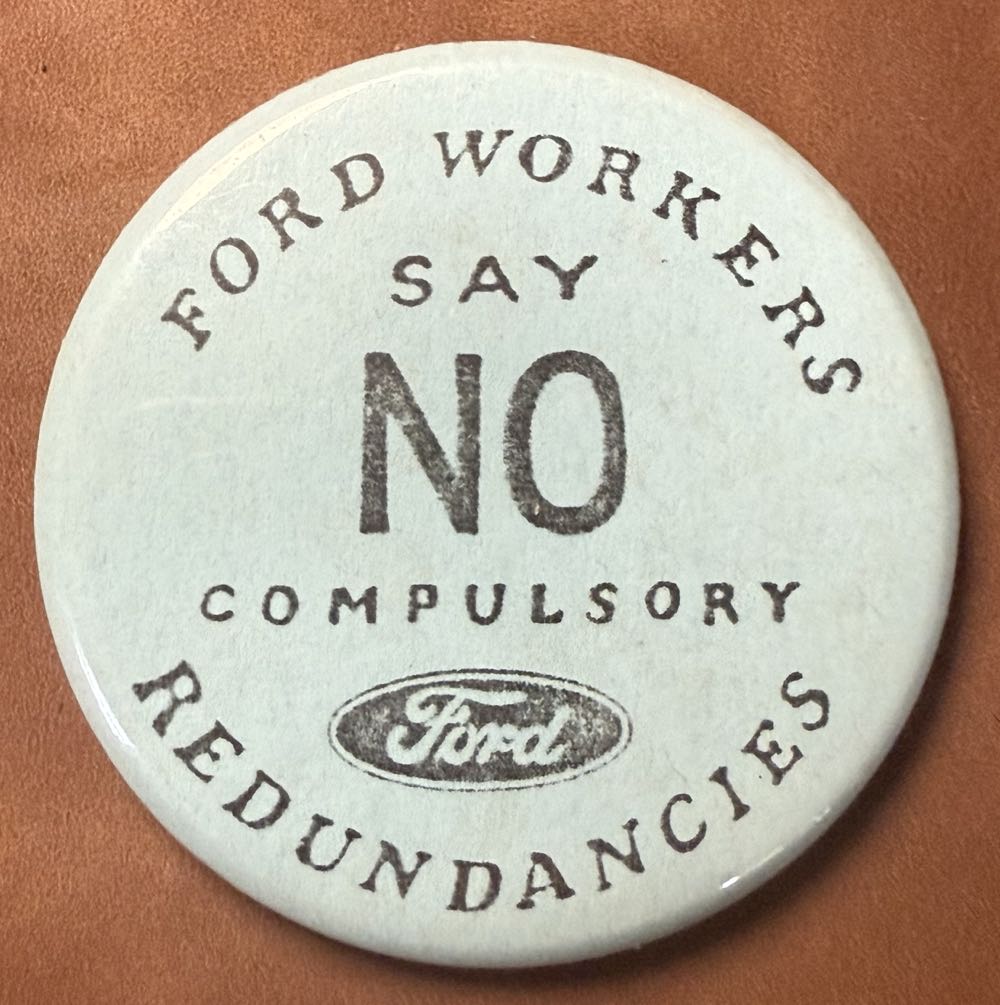 FORD WORKERS
SAY
NO
COMPULSORY
Ford
REDUNDANCIES